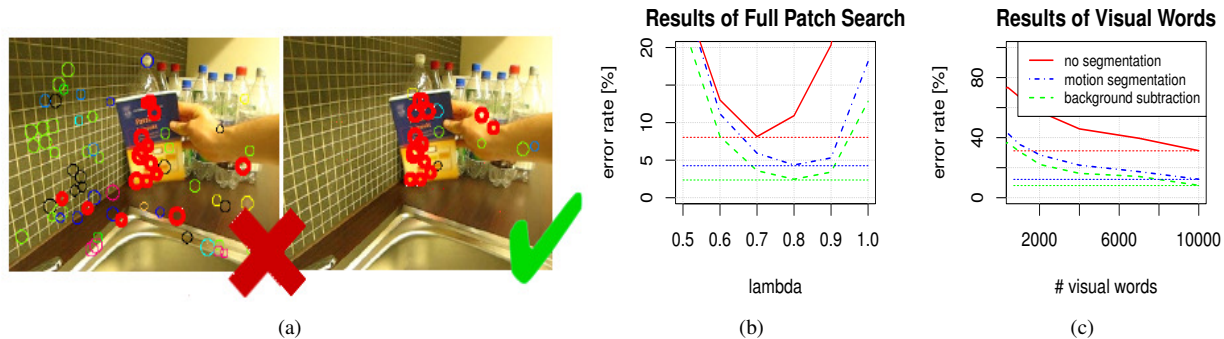 (a)
Results of Full Patch Search
error rate [%]
20
15
10
5
0
0.5 0.6 0.7 0.8 0.9 1.0
lambda
(b)
Results of Visual Words
error rate [%]
80
40
0
no segmentation
motion segmentation
background subtraction
2000 6000 10000
# visual words
(c)